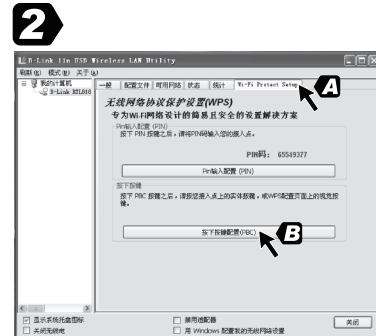 2
D-Link 11n USB Wireless LAN Utility
刷新(R) 模式(M) 关于(A)
我的计算机
D-Link RTL819
一般 配置文件 可用网络 状态 统计 Wi-Fi Protect Setup
A
无线网络协议保护设置(WPS)
专为Wi-Fi网络设计的简易且安全的设置解决方案
Pin输入配置 (PIN)
按下 PIN 按键之后，请将PIN码输入您的接入点。
PIN码： 65549377
Pin输入配置 (PIN)
按下按键
按下 PBC 按键之后，请按您接入点上的实体按键，或WPS配置页面上的视觉按键。
按下按键配置(PBC)
B
显示系统托盘图标
禁用适配器
关闭
关闭无线电
用 Windows 配置我的无线网络设置